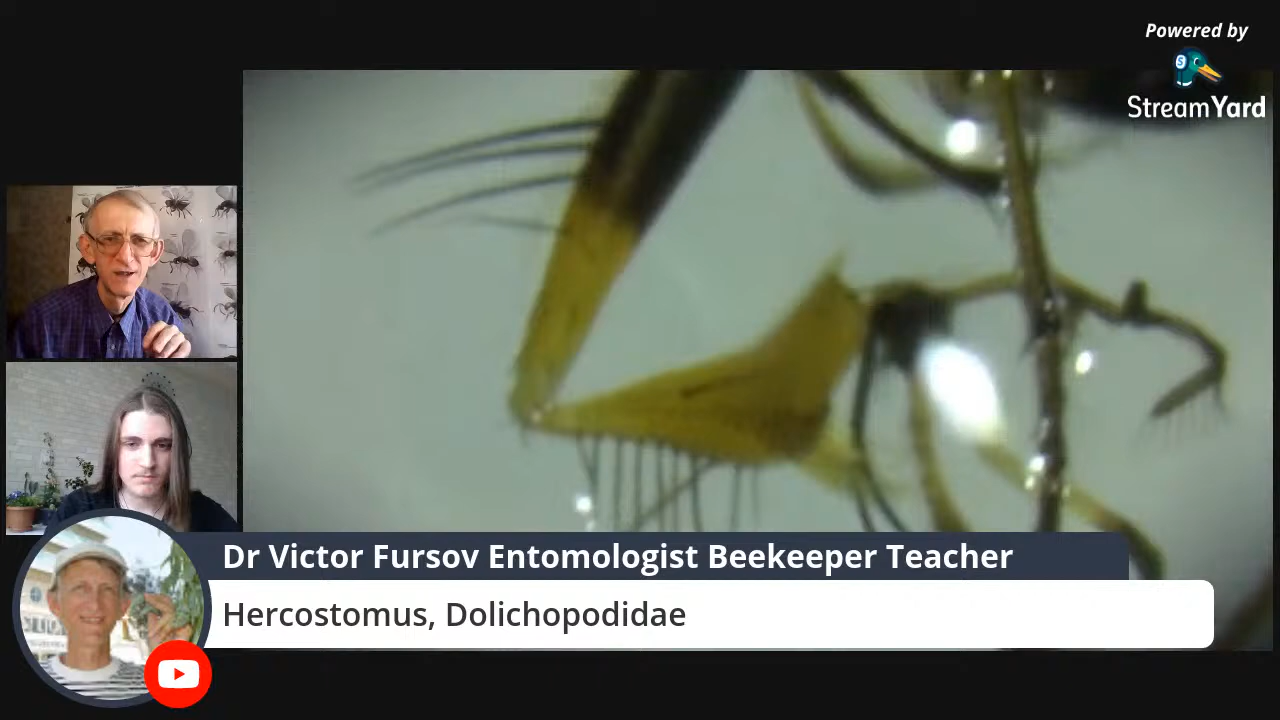 Powered by
StreamYard
Dr Victor Fursov Entomologist Beekeeper Teacher
Hercostomus, Dolichopodidae